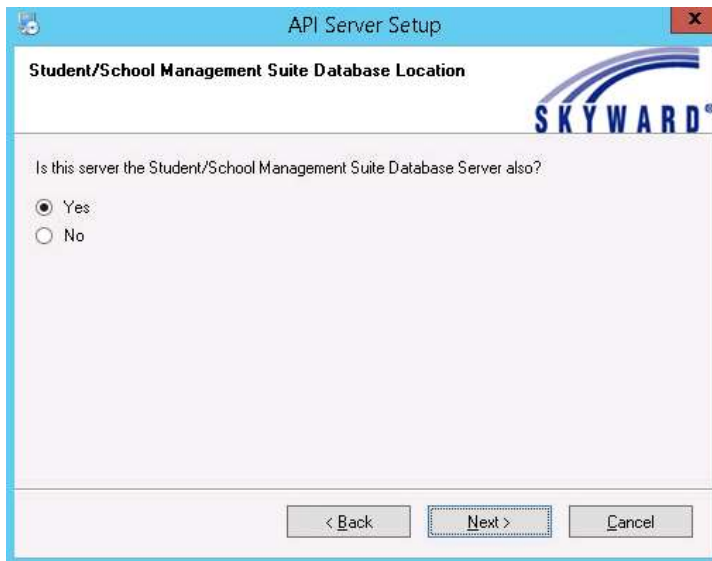 API Server Setup
x
Student/School Management Suite Database Location
SKYWARD®
Is this server the Student/School Management Suite Database Server also?
Yes
No
< Back
Next >
Cancel